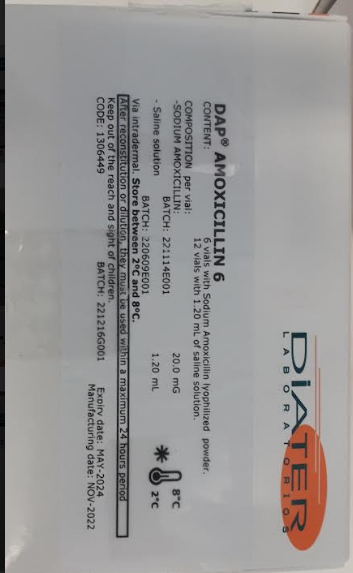 DIATER
LABORATORIOS
DAP® AMOXICILLIN 6
CONTENT: 6 vials with Sodium Amoxicillin lyophilized powder.
12 vials with 1.20 mL of saline solution.
COMPOSITION per vial:
-SODIUM AMOXICILLIN: 20.0 mG
BATCH: 221114E001
- Saline solution 1.20 mL
BATCH: 220609E001
8°C
2°C
Via intradermal. Store between 2°C and 8°C.
After reconstitution or dilution, they must be used within a maximum 24 hours period
Keep out of the reach and sight of children.
CODE: 1306449 BATCH: 221216G001 Expiry date: MAY-2024
Manufacturing date: NOV-2022